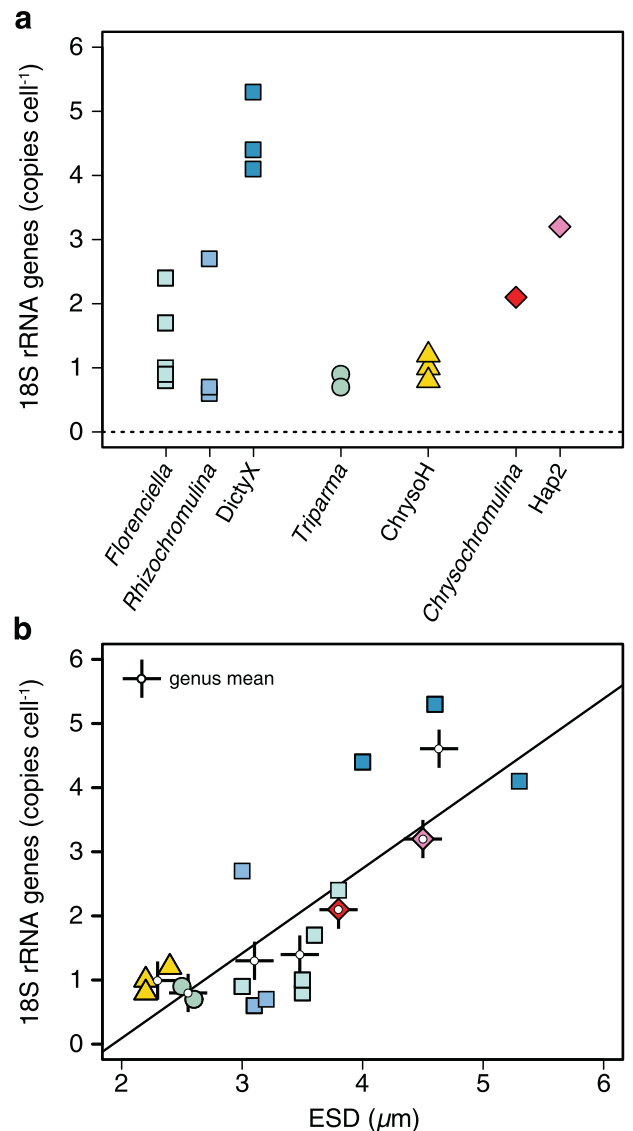 a
18S rRNA genes (copies cell⁻¹)
6
5
4
3
2
1
0
Florenciella
Rhizochromulina
DictyX
Triparma
ChrysoH
Chrysochromulina
Hap2
b
18S rRNA genes (copies cell⁻¹)
6
5
4
3
2
1
0
genus mean
2 3 4 5 6
ESD (µm)